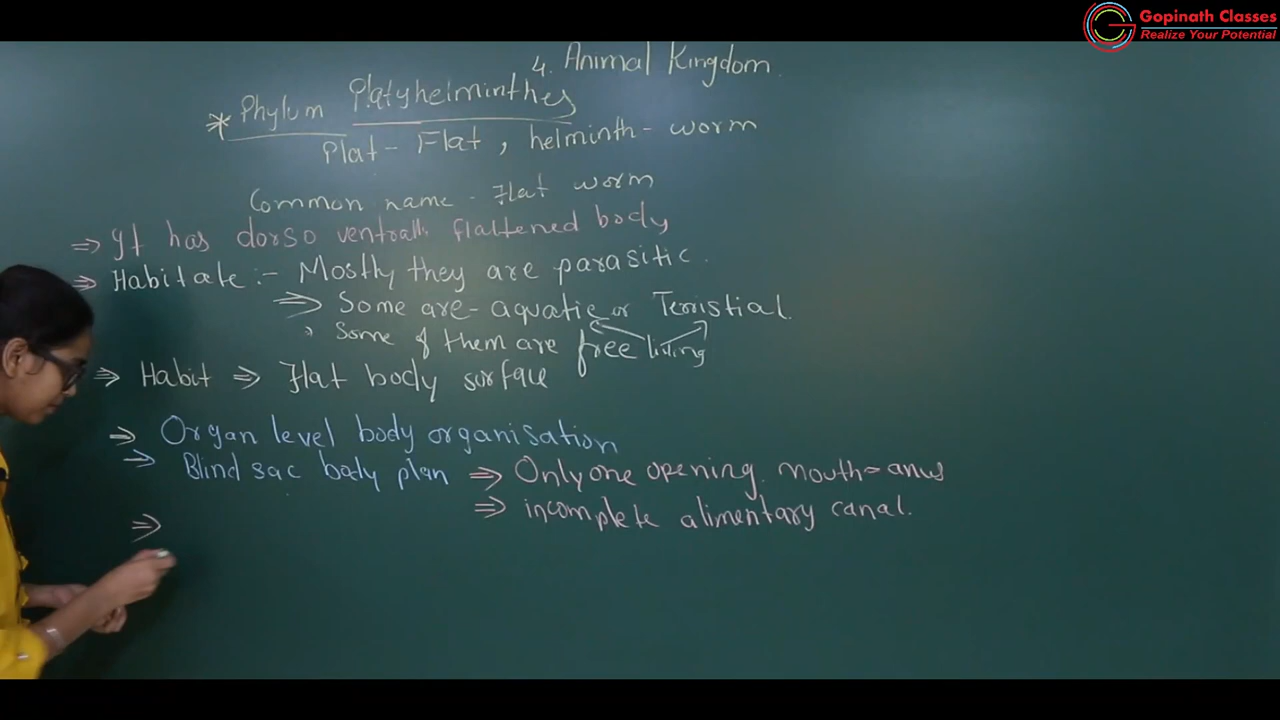 Gopinath Classes
Realize Your Potential
4. Animal Kingdom.
* Phylum Platyhelminthes
Plat - Flat, helminth - worm
Common name - Flat worm
⇒ It has dorso ventrally flattened body
⇒ Habitate :- Mostly they are parasitic.
⇒ Some are - aquatic or Terristial.
Some of them are free living
⇒ Habit ⇒ Flat body surface
⇒ Organ level body organisation
⇒ Blind sac body plan ⇒ Only one opening mouth = anus
⇒ incomplete alimentary canal.
⇒